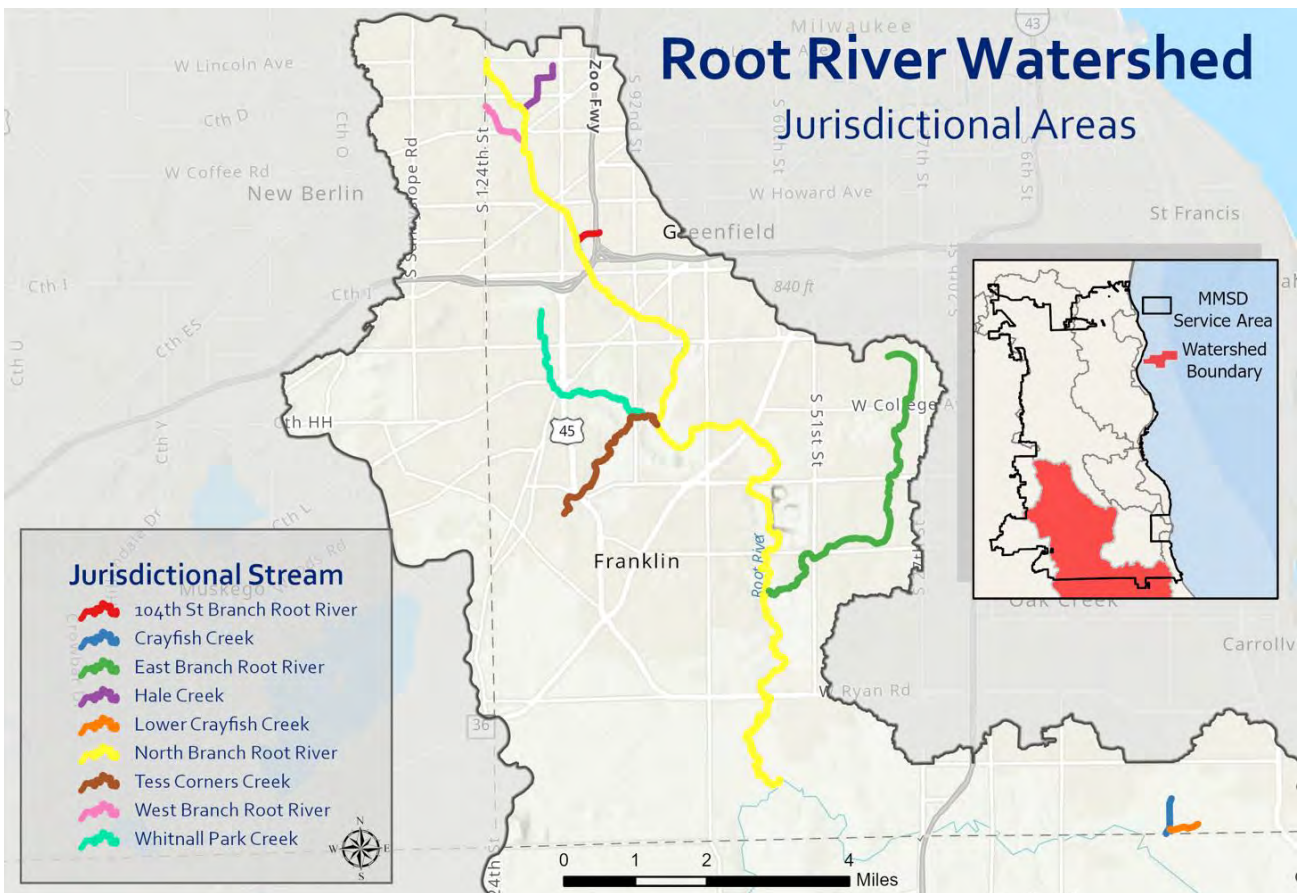 Root River Watershed
Jurisdictional Areas
Milwaukee
43
W Lincoln Ave
Zoo Fwy
S 92nd St
Cth D
Cth O
S 124th St
S 60th St
S 6th St
W Coffee Rd
New Berlin
W Howard Ave
St Francis
Greenfield
Cth I
Cth I
840 ft
S 20th St
Cth ES
Cth U
MMSD
Service Area
Watershed
Boundary
W College Ave
S 51st St
Cth HH
45
Cth Y
Cth L
Franklin
Root River
Oak Creek
Carrollv
W Ryan Rd
36
Muskego
Jurisdictional Stream
104th St Branch Root River
Crayfish Creek
East Branch Root River
Hale Creek
Lower Crayfish Creek
North Branch Root River
Tess Corners Creek
West Branch Root River
Whitnall Park Creek
N
W E
S
24th St
0 1 2 4
Miles